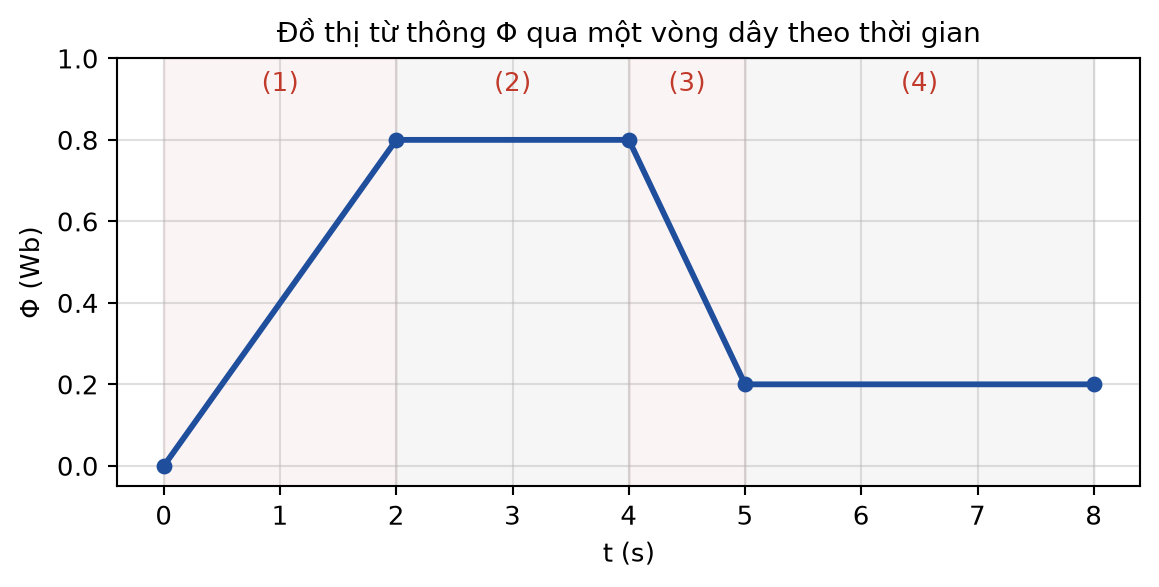 Đồ thị từ thông Φ qua một vòng dây theo thời gian
(1) (2) (3) (4)
Φ (Wb)
1.0
0.8
0.6
0.4
0.2
0.0
0 1 2 3 4 5 6 7 8
t (s)